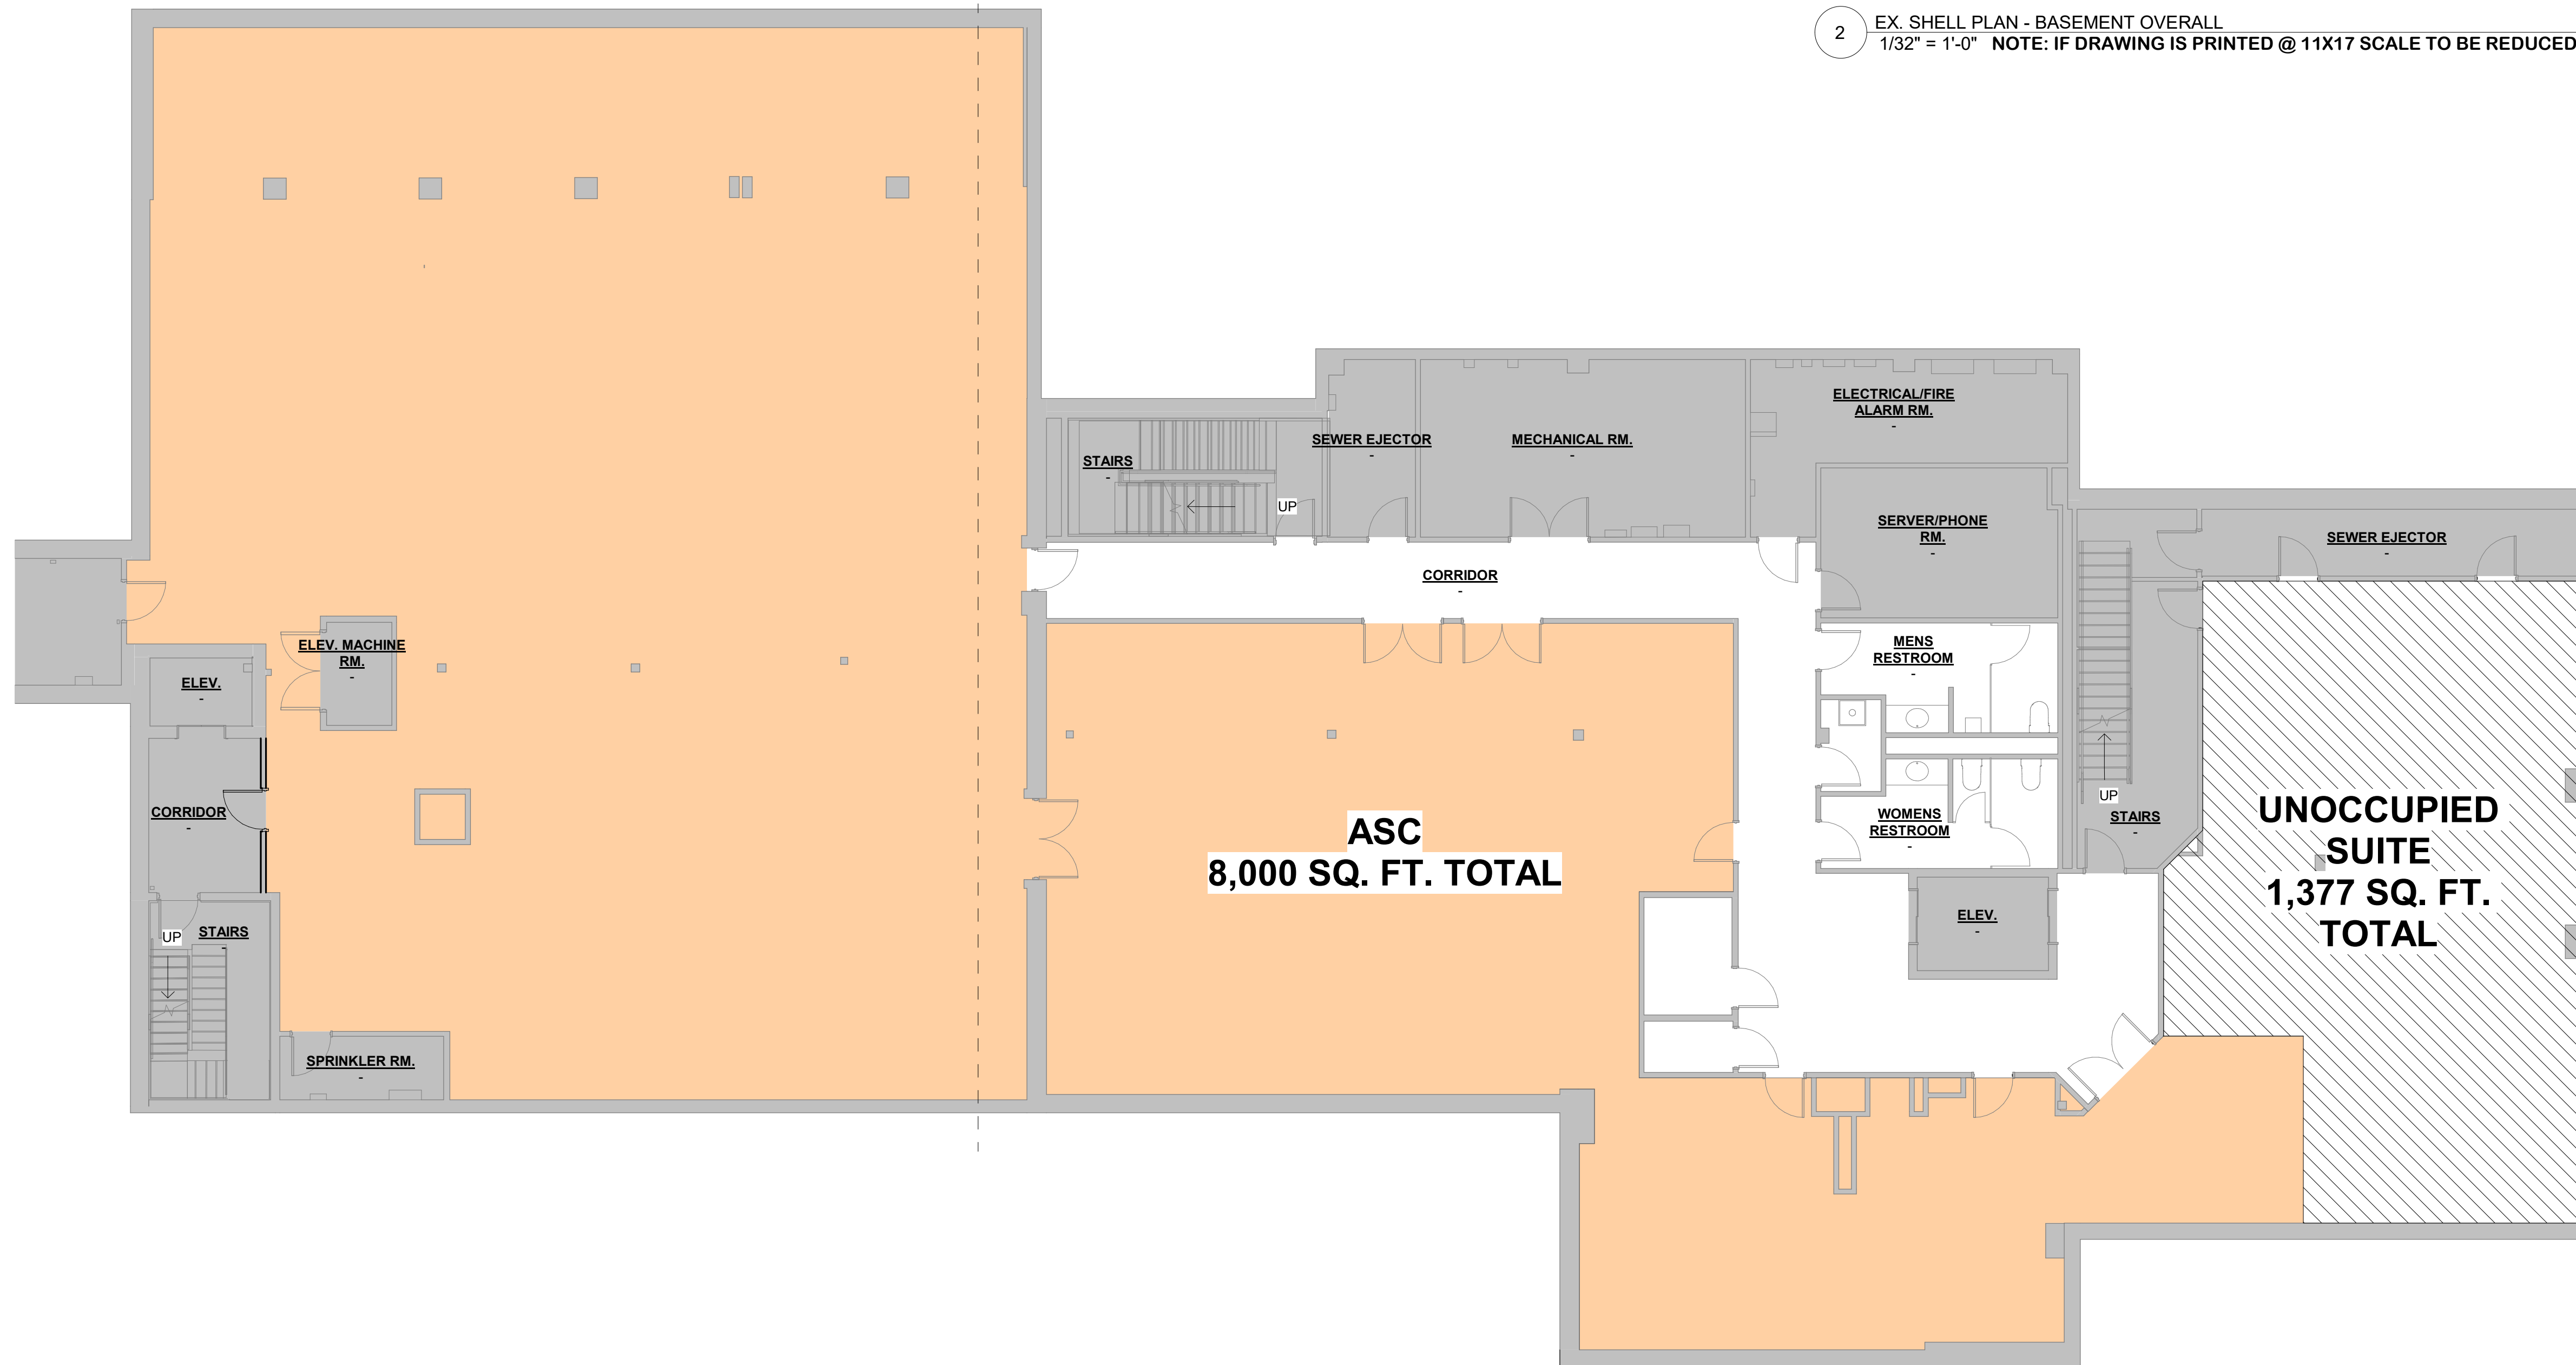 2
EX. SHELL PLAN - BASEMENT OVERALL
1/32" = 1'-0" NOTE: IF DRAWING IS PRINTED @ 11X17 SCALE TO BE REDUCED
ELECTRICAL/FIRE
ALARM RM.
-
SEWER EJECTOR
-
MECHANICAL RM.
-
STAIRS
-
UP
SERVER/PHONE
RM.
-
SEWER EJECTOR
-
CORRIDOR
-
ELEV. MACHINE
RM.
-
MENS
RESTROOM
-
ELEV.
-
CORRIDOR
-
ASC
8,000 SQ. FT. TOTAL
WOMENS
RESTROOM
-
UP
STAIRS
-
UNOCCUPIED
SUITE
1,377 SQ. FT.
TOTAL
ELEV.
-
UP
STAIRS
-
SPRINKLER RM.
-